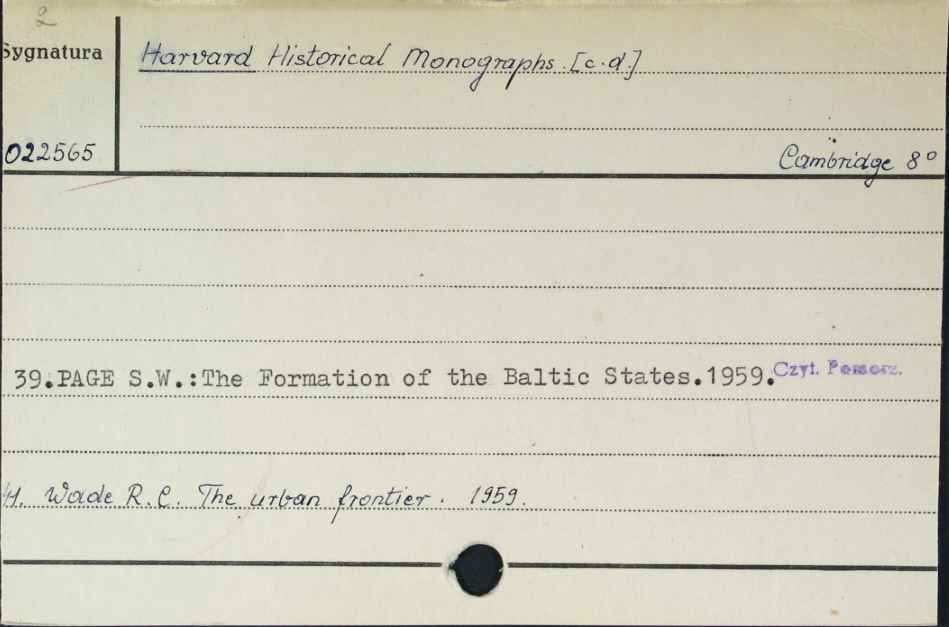 2
Sygnatura
Harvard Historical Monographs. [c.d.]
022565
Cambridge 8°
39.PAGE S.W.:The Formation of the Baltic States.1959. Czyt. Pomorz.
41. Wade R.C. The urban frontier. 1959.